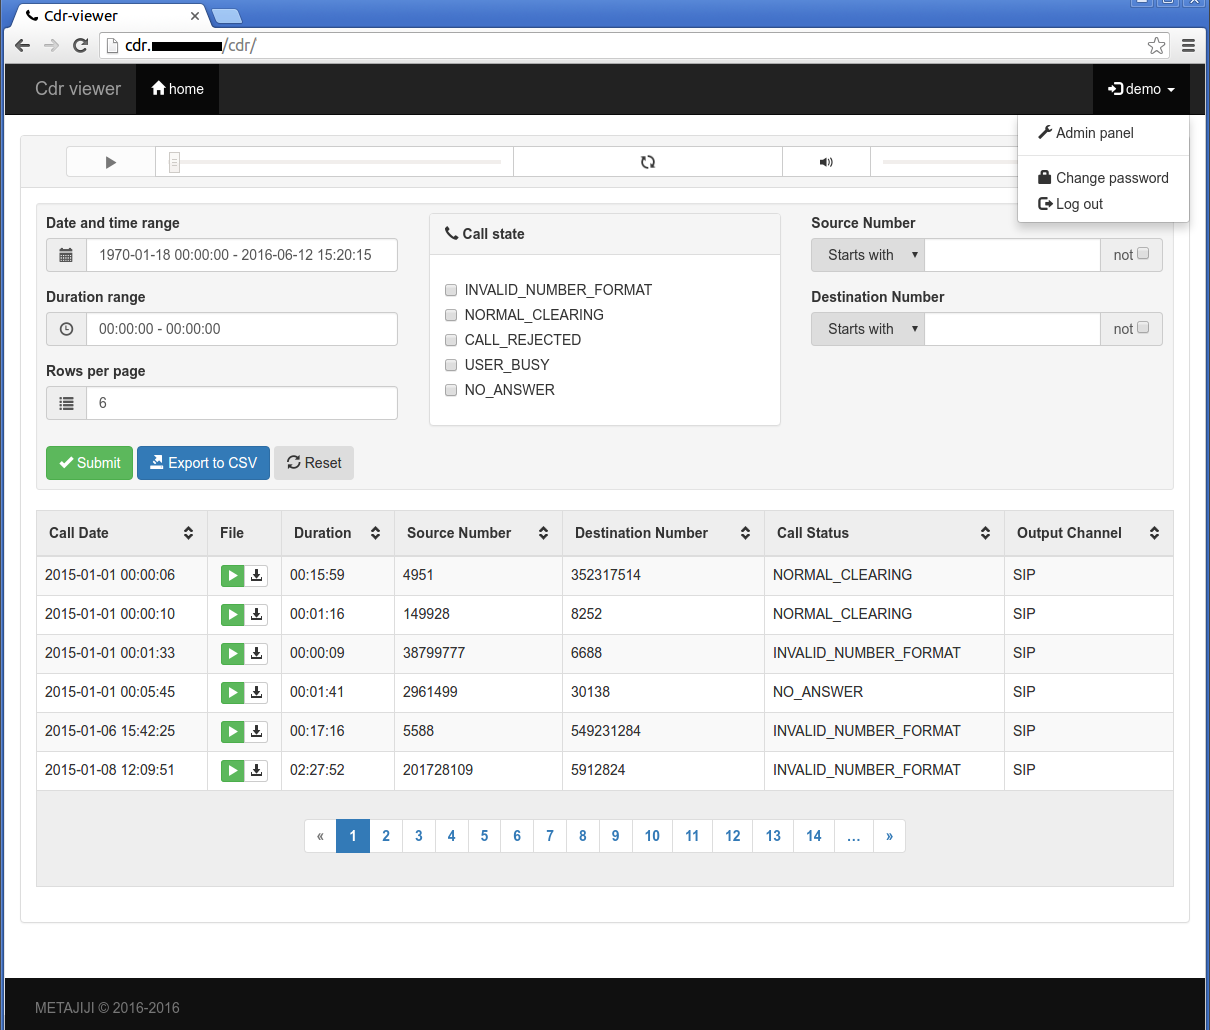 Cdr-viewer
cdr. /cdr/
Cdr viewer home demo
Admin panel
Change password
Log out
Date and time range
1970-01-18 00:00:00 - 2016-06-12 15:20:15
Duration range
00:00:00 - 00:00:00
Rows per page
6
Call state
INVALID_NUMBER_FORMAT
NORMAL_CLEARING
CALL_REJECTED
USER_BUSY
NO_ANSWER
Source Number
Starts with not
Destination Number
Starts with not
Submit Export to CSV Reset
Call Date File Duration Source Number Destination Number Call Status Output Channel
2015-01-01 00:00:06 00:15:59 4951 352317514 NORMAL_CLEARING SIP
2015-01-01 00:00:10 00:01:16 149928 8252 NORMAL_CLEARING SIP
2015-01-01 00:01:33 00:00:09 38799777 6688 INVALID_NUMBER_FORMAT SIP
2015-01-01 00:05:45 00:01:41 2961499 30138 NO_ANSWER SIP
2015-01-06 15:42:25 00:17:16 5588 549231284 INVALID_NUMBER_FORMAT SIP
2015-01-08 12:09:51 02:27:52 201728109 5912824 INVALID_NUMBER_FORMAT SIP
« 1 2 3 4 5 6 7 8 9 10 11 12 13 14 ... »
METAJIJI © 2016-2016